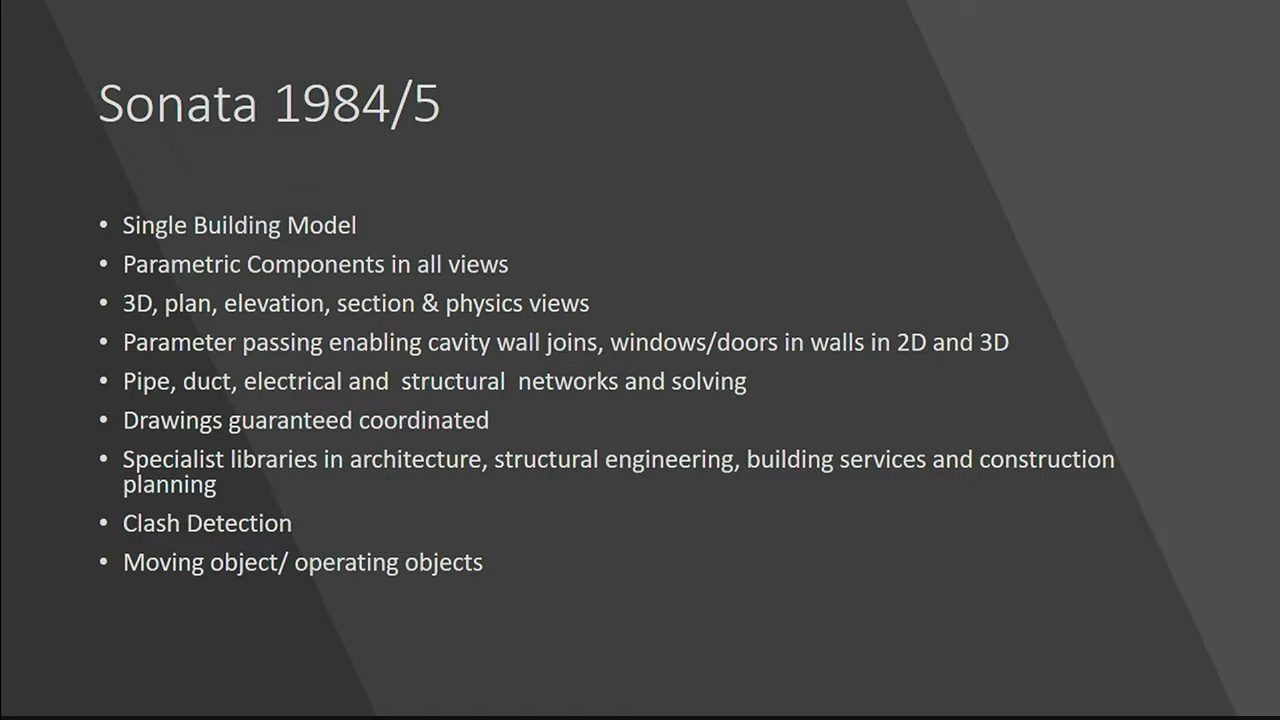 Sonata 1984/5
• Single Building Model
• Parametric Components in all views
• 3D, plan, elevation, section & physics views
• Parameter passing enabling cavity wall joins, windows/doors in walls in 2D and 3D
• Pipe, duct, electrical and  structural  networks and solving
• Drawings guaranteed coordinated
• Specialist libraries in architecture, structural engineering, building services and construction
planning
• Clash Detection
• Moving object/ operating objects